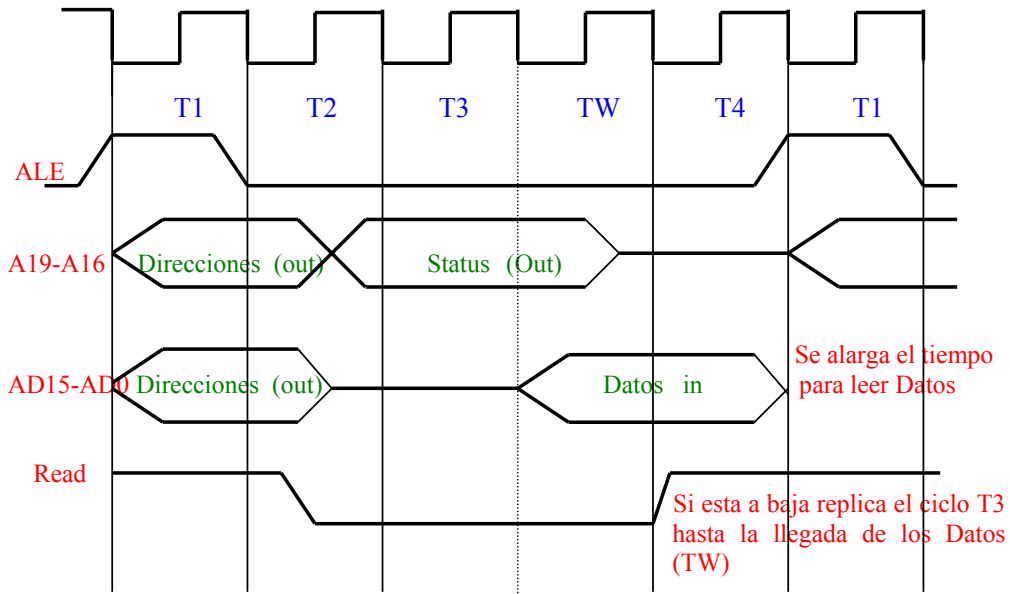 T1 T2 T3 TW T4 T1
ALE
A19-A16 Direcciones (out) Status (Out)
AD15-AD0 Direcciones (out) Datos in
Se alarga el tiempo
para leer Datos
Read
Si esta a baja replica el ciclo T3
hasta la llegada de los Datos
(TW)